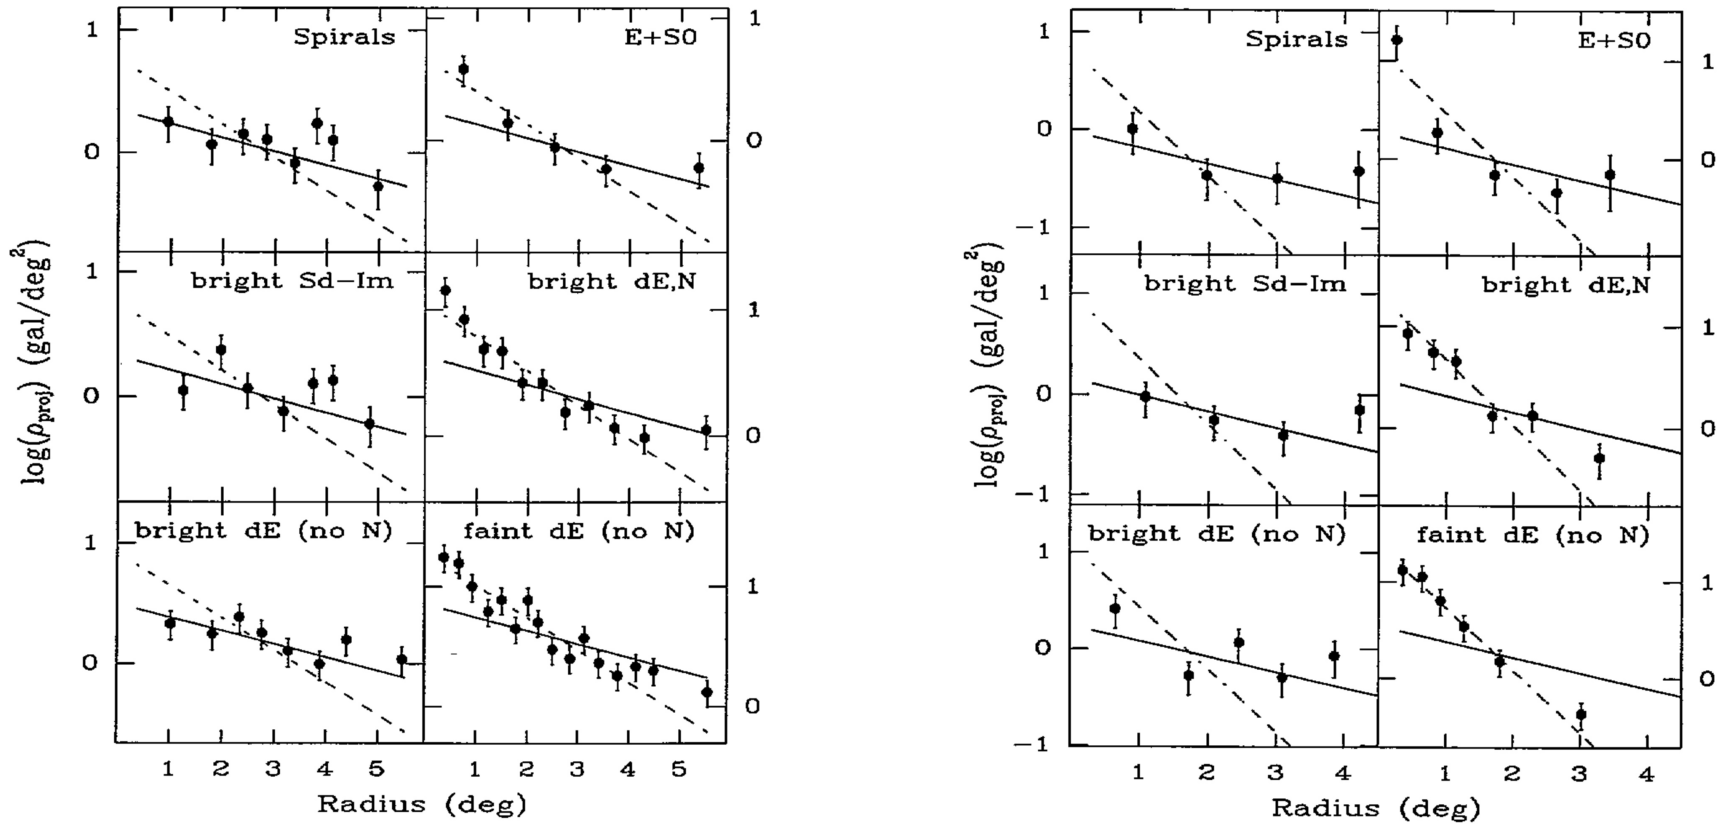 Spirals
E+S0
bright Sd-Im
bright dE,N
bright dE (no N)
faint dE (no N)
1
0
1
0
1
0
1
0
1
0
1
0
1 2 3 4 5
1 2 3 4 5
Radius (deg)
log(ρproj) (gal/deg²)
Spirals
E+S0
bright Sd-Im
bright dE,N
bright dE (no N)
faint dE (no N)
1
0
-1
1
0
-1
1
0
-1
1
0
1
0
1
0
1 2 3 4
1 2 3 4
Radius (deg)
log(ρproj) (gal/deg²)